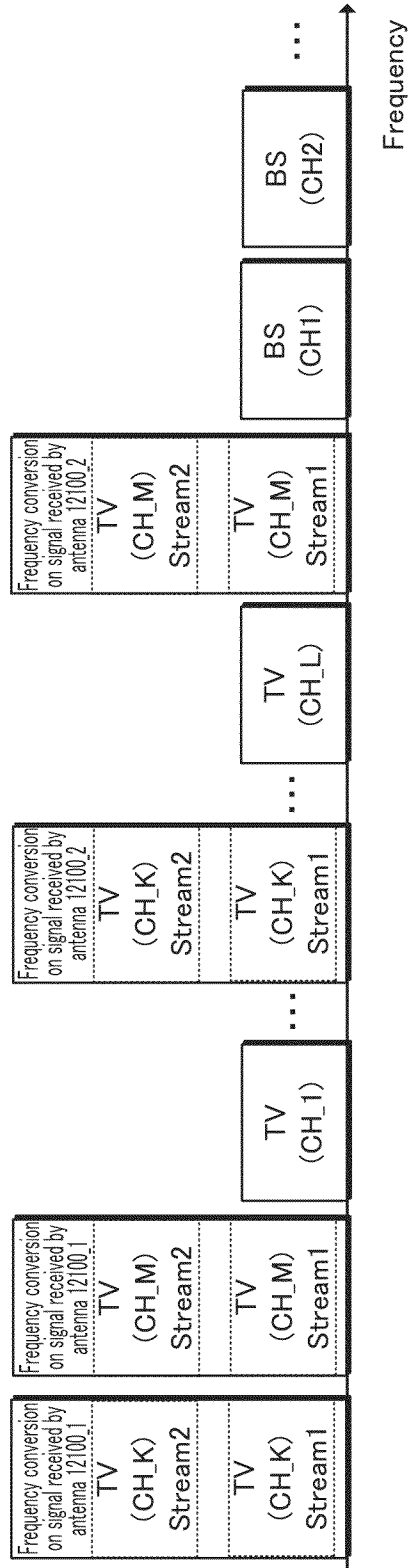 Frequency conversion
on signal received by
antenna 12100_1
TV
(CH_K)
Stream2
TV
(CH_K)
Stream1
Frequency conversion
on signal received by
antenna 12100_1
TV
(CH_M)
Stream2
TV
(CH_M)
Stream1
TV
(CH_1)
...
Frequency conversion
on signal received by
antenna 12100_2
TV
(CH_K)
Stream2
TV
(CH_K)
Stream1
...
TV
(CH_L)
Frequency conversion
on signal received by
antenna 12100_2
TV
(CH_M)
Stream2
TV
(CH_M)
Stream1
BS
(CH1)
BS
(CH2)
...
Frequency